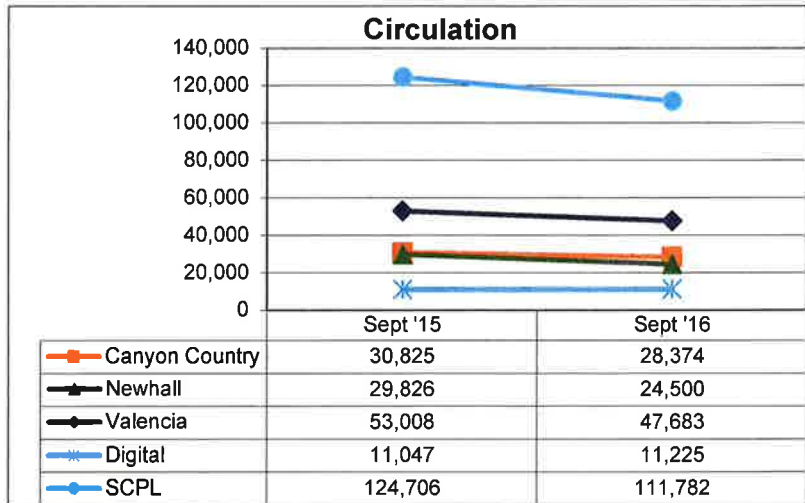 Circulation
140,000
120,000
100,000
80,000
60,000
40,000
20,000
0
Sept '15 Sept '16
Canyon Country 30,825 28,374
Newhall 29,826 24,500
Valencia 53,008 47,683
Digital 11,047 11,225
SCPL 124,706 111,782